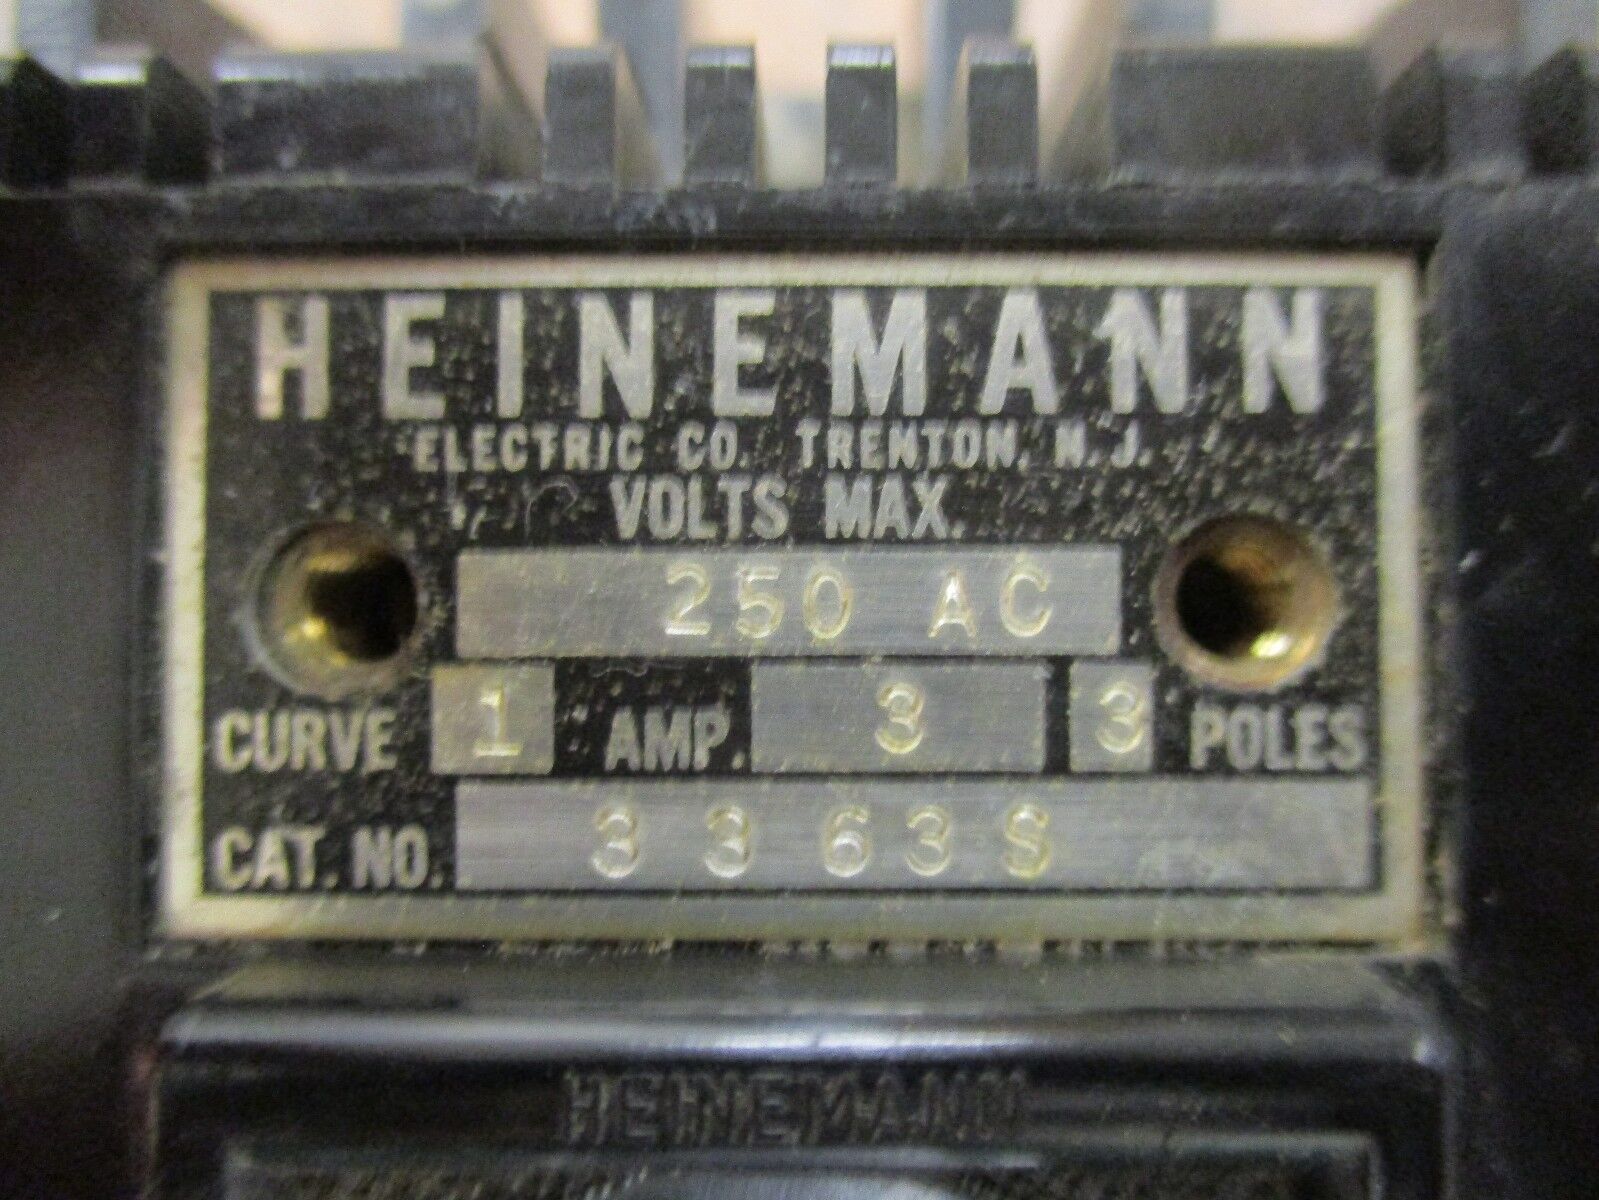 HEINEMANN
ELECTRIC CO. TRENTON, N.J.
VOLTS MAX.
250 AC
CURVE 1 AMP. 3 3 POLES
CAT. NO. 3363S
HEINEMANN